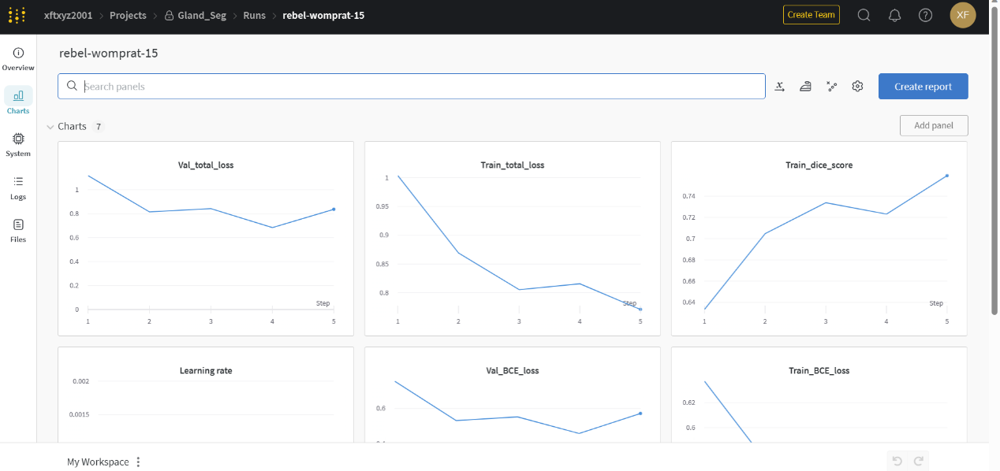 xftxyz2001 > Projects > Gland_Seg > Runs > rebel-womprat-15
Create Team
XF
rebel-womprat-15
Search panels
Create report
Overview
Charts
System
Logs
Files
Charts 7
Add panel
Val_total_loss
1
0.8
0.6
0.4
0.2
0
Step
1 2 3 4 5
Train_total_loss
1
0.95
0.9
0.85
0.8
Step
1 2 3 4 5
Train_dice_score
0.74
0.72
0.7
0.68
0.66
0.64
Step
1 2 3 4 5
Learning rate
0.002
0.0015
Val_BCE_loss
0.6
Train_BCE_loss
0.62
0.6
My Workspace